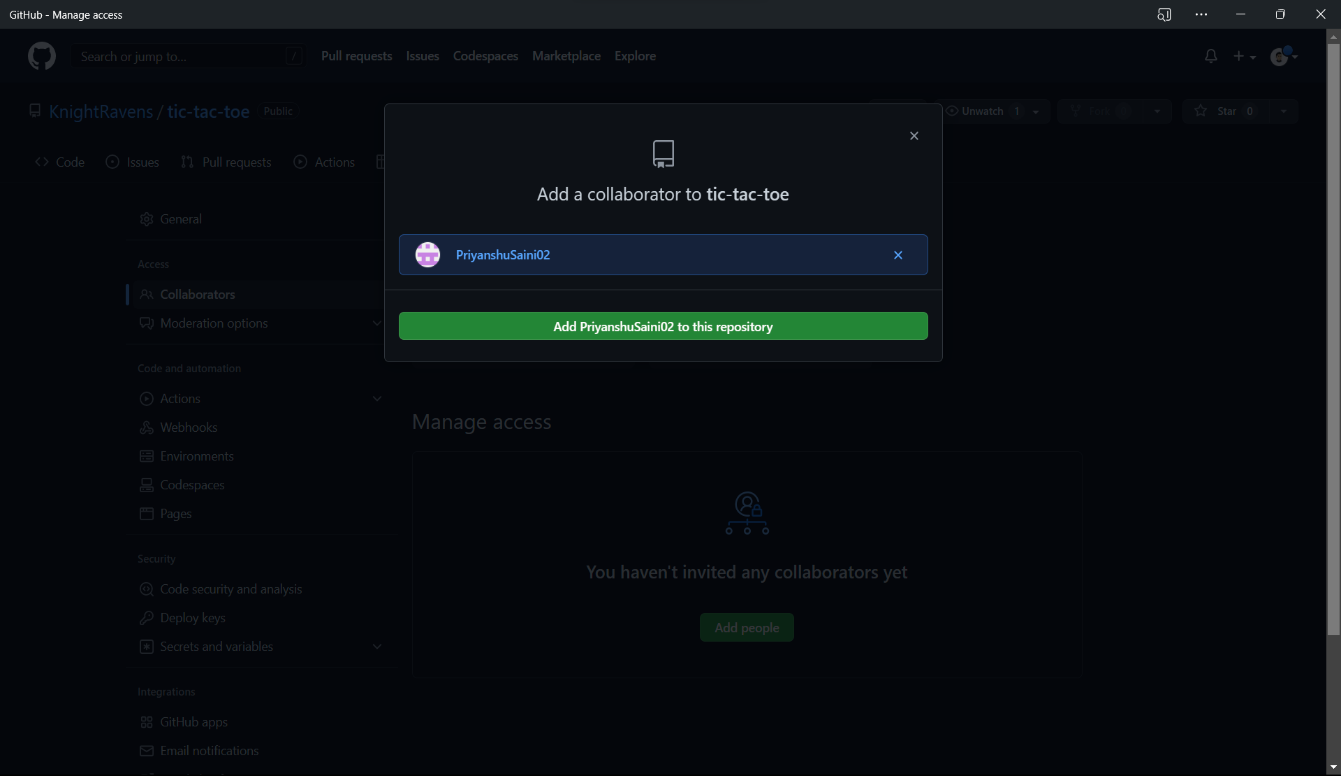 GitHub - Manage access
Search or jump to... /
Pull requests Issues Codespaces Marketplace Explore
KnightRavens / tic-tac-toe Public
Unwatch 1
Star 0
Code Issues Pull requests Actions
Add a collaborator to tic-tac-toe
PriyanshuSaini02
Add PriyanshuSaini02 to this repository
General
Access
Collaborators
Moderation options
Code and automation
Actions
Webhooks
Environments
Codespaces
Pages
Security
Code security and analysis
Deploy keys
Secrets and variables
Integrations
GitHub apps
Email notifications
Manage access
You haven't invited any collaborators yet
Add people